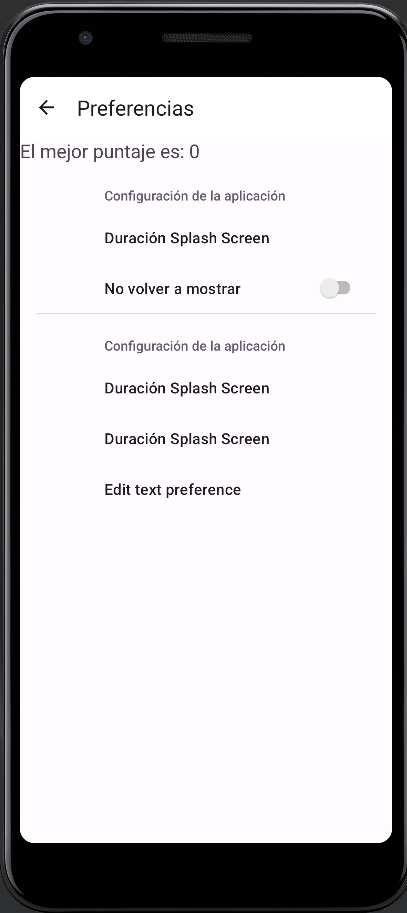 Preferencias
El mejor puntaje es: 0
Configuración de la aplicación
Duración Splash Screen
No volver a mostrar
Configuración de la aplicación
Duración Splash Screen
Duración Splash Screen
Edit text preference